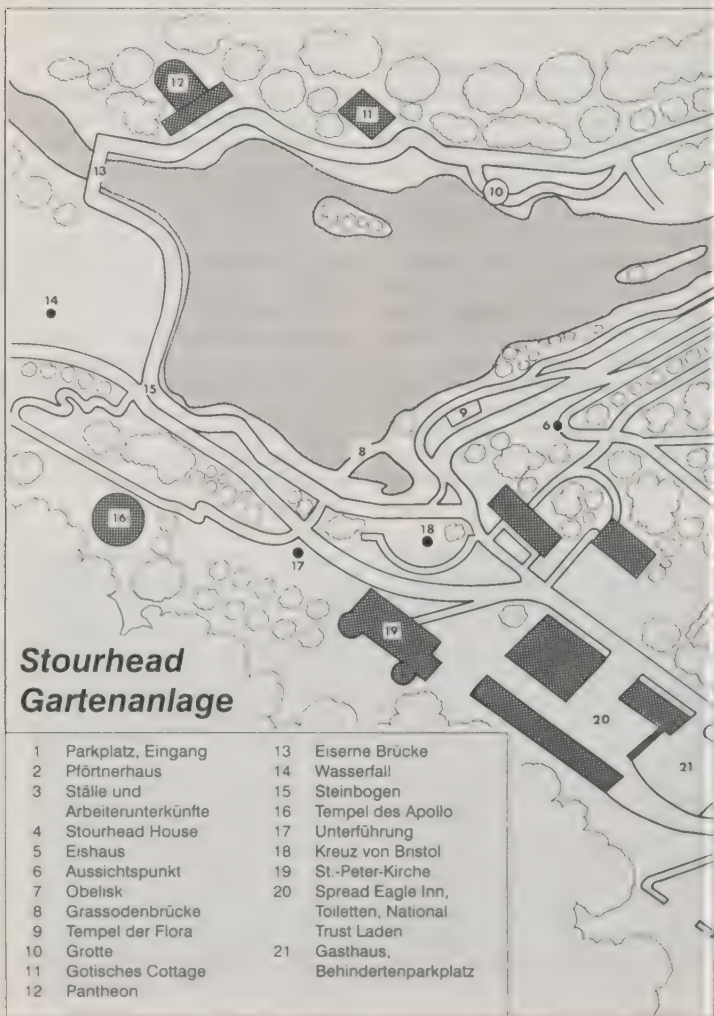 12
11
13
10
14
15
9
6
8
16
18
17
19
20
21
Stourhead
Gartenanlage
1 Parkplatz, Eingang
2 Pförtnerhaus
3 Ställe und
Arbeiterunterkünfte
4 Stourhead House
5 Eishaus
6 Aussichtspunkt
7 Obelisk
8 Grassodenbrücke
9 Tempel der Flora
10 Grotte
11 Gotisches Cottage
12 Pantheon
13 Eiserne Brücke
14 Wasserfall
15 Steinbogen
16 Tempel des Apollo
17 Unterführung
18 Kreuz von Bristol
19 St.-Peter-Kirche
20 Spread Eagle Inn,
Toiletten, National
Trust Laden
21 Gasthaus,
Behindertenparkplatz